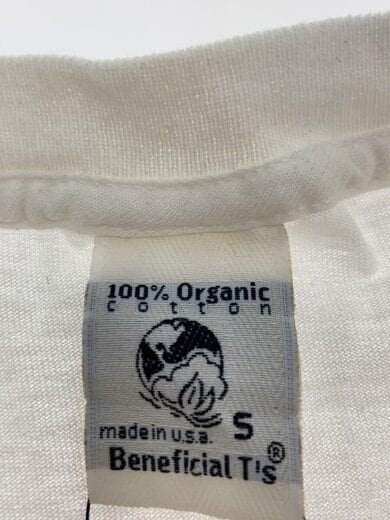 100% Organic
cotton
made in u.s.a. S
Beneficial T's®